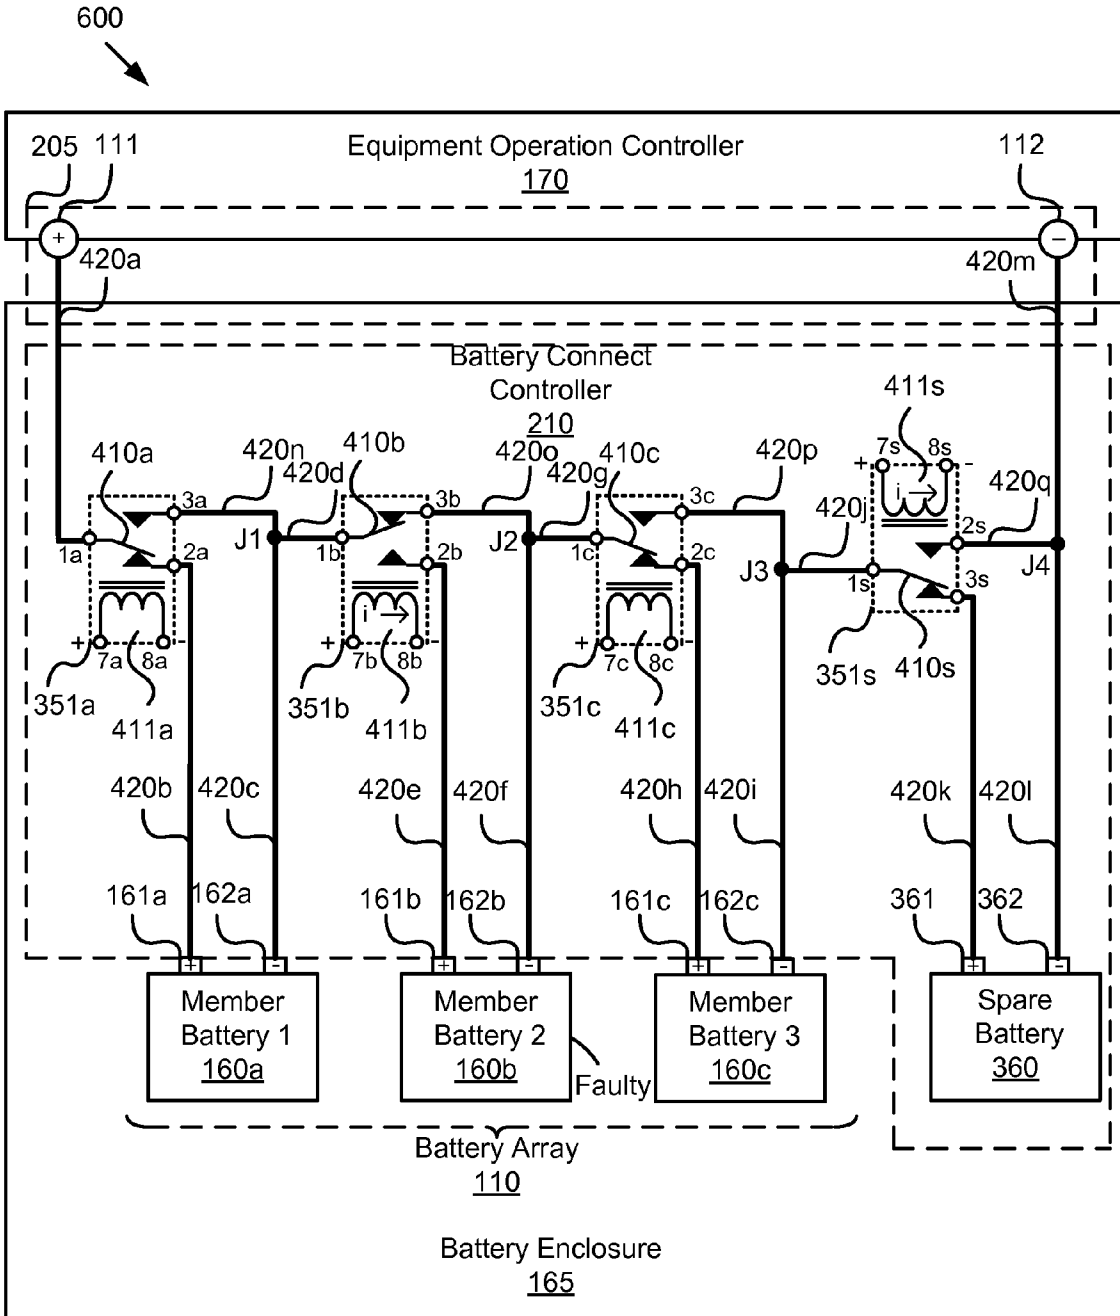 600
Equipment Operation Controller
170
205
111
112
+
−
420a
420m
Battery Connect
Controller
210
411s
7s
8s
+
-
i
410a
420n
420d
410b
420o
420g
410c
420p
420j
420q
3a
3b
3c
2s
1a
2a
J1
1b
2b
J2
1c
2c
J3
1s
3s
J4
+
7a
8a
-
+
i
7b
8b
-
+
7c
8c
-
351a
411a
351b
411b
351c
411c
351s
410s
420b
420c
420e
420f
420h
420i
420k
420l
161a
162a
161b
162b
161c
162c
361
362
+
-
+
-
+
-
+
-
Member
Battery 1
160a
Member
Battery 2
160b
Faulty
Member
Battery 3
160c
Spare
Battery
360
Battery Array
110
Battery Enclosure
165